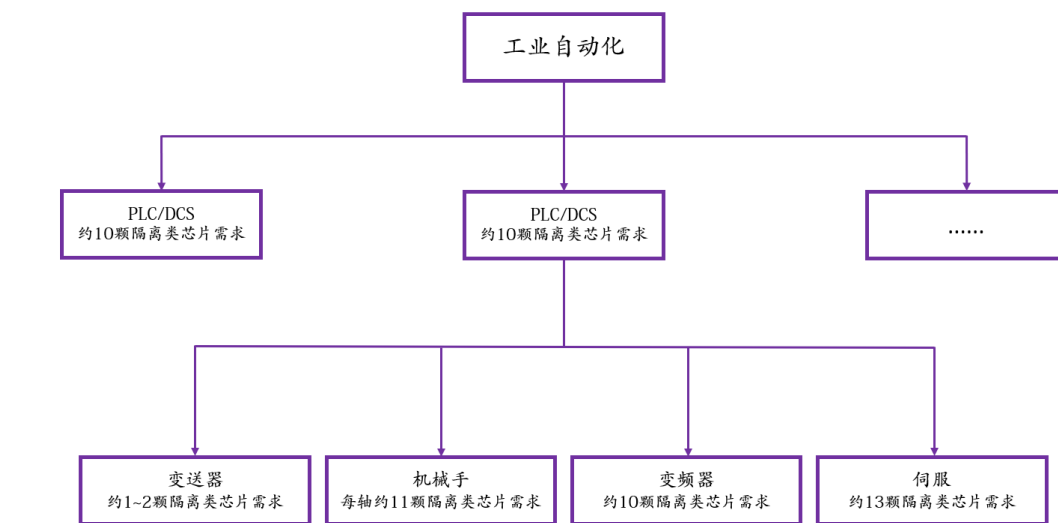 工业自动化
PLC/DCS
约10颗隔离类芯片需求
PLC/DCS
约10颗隔离类芯片需求
......
变送器
约1~2颗隔离类芯片需求
机械手
每轴约11颗隔离类芯片需求
变频器
约10颗隔离类芯片需求
伺服
约13颗隔离类芯片需求